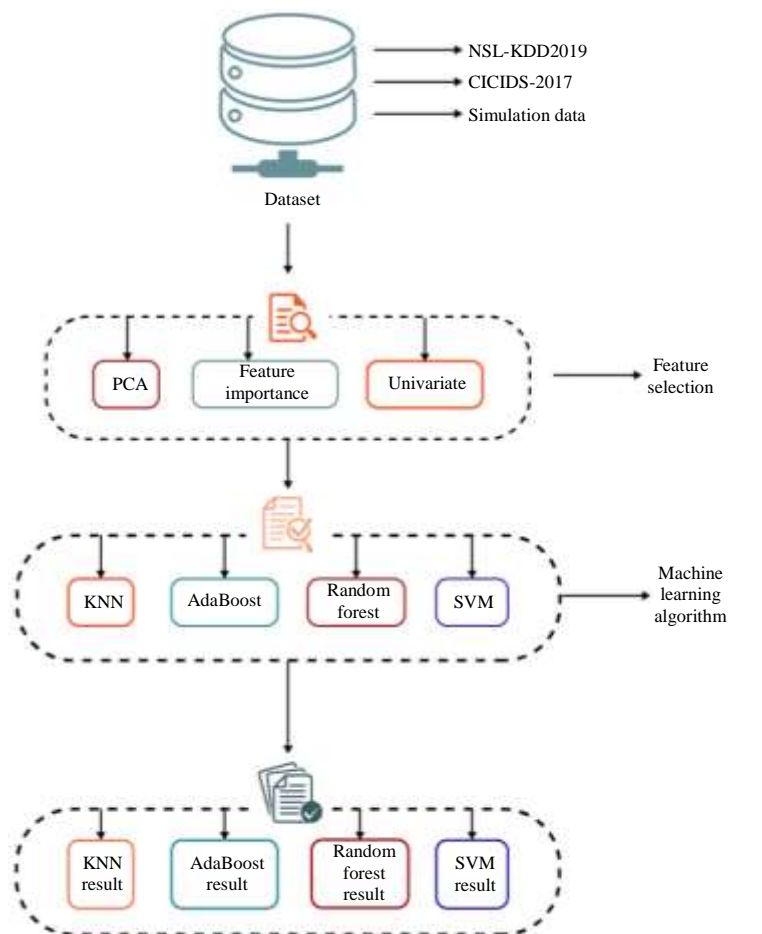 NSL-KDD2019
CICIDS-2017
Simulation data
Dataset
PCA
Feature
importance
Univariate
Feature
selection
KNN
AdaBoost
Random
forest
SVM
Machine
learning
algorithm
KNN
result
AdaBoost
result
Random
forest
result
SVM
result